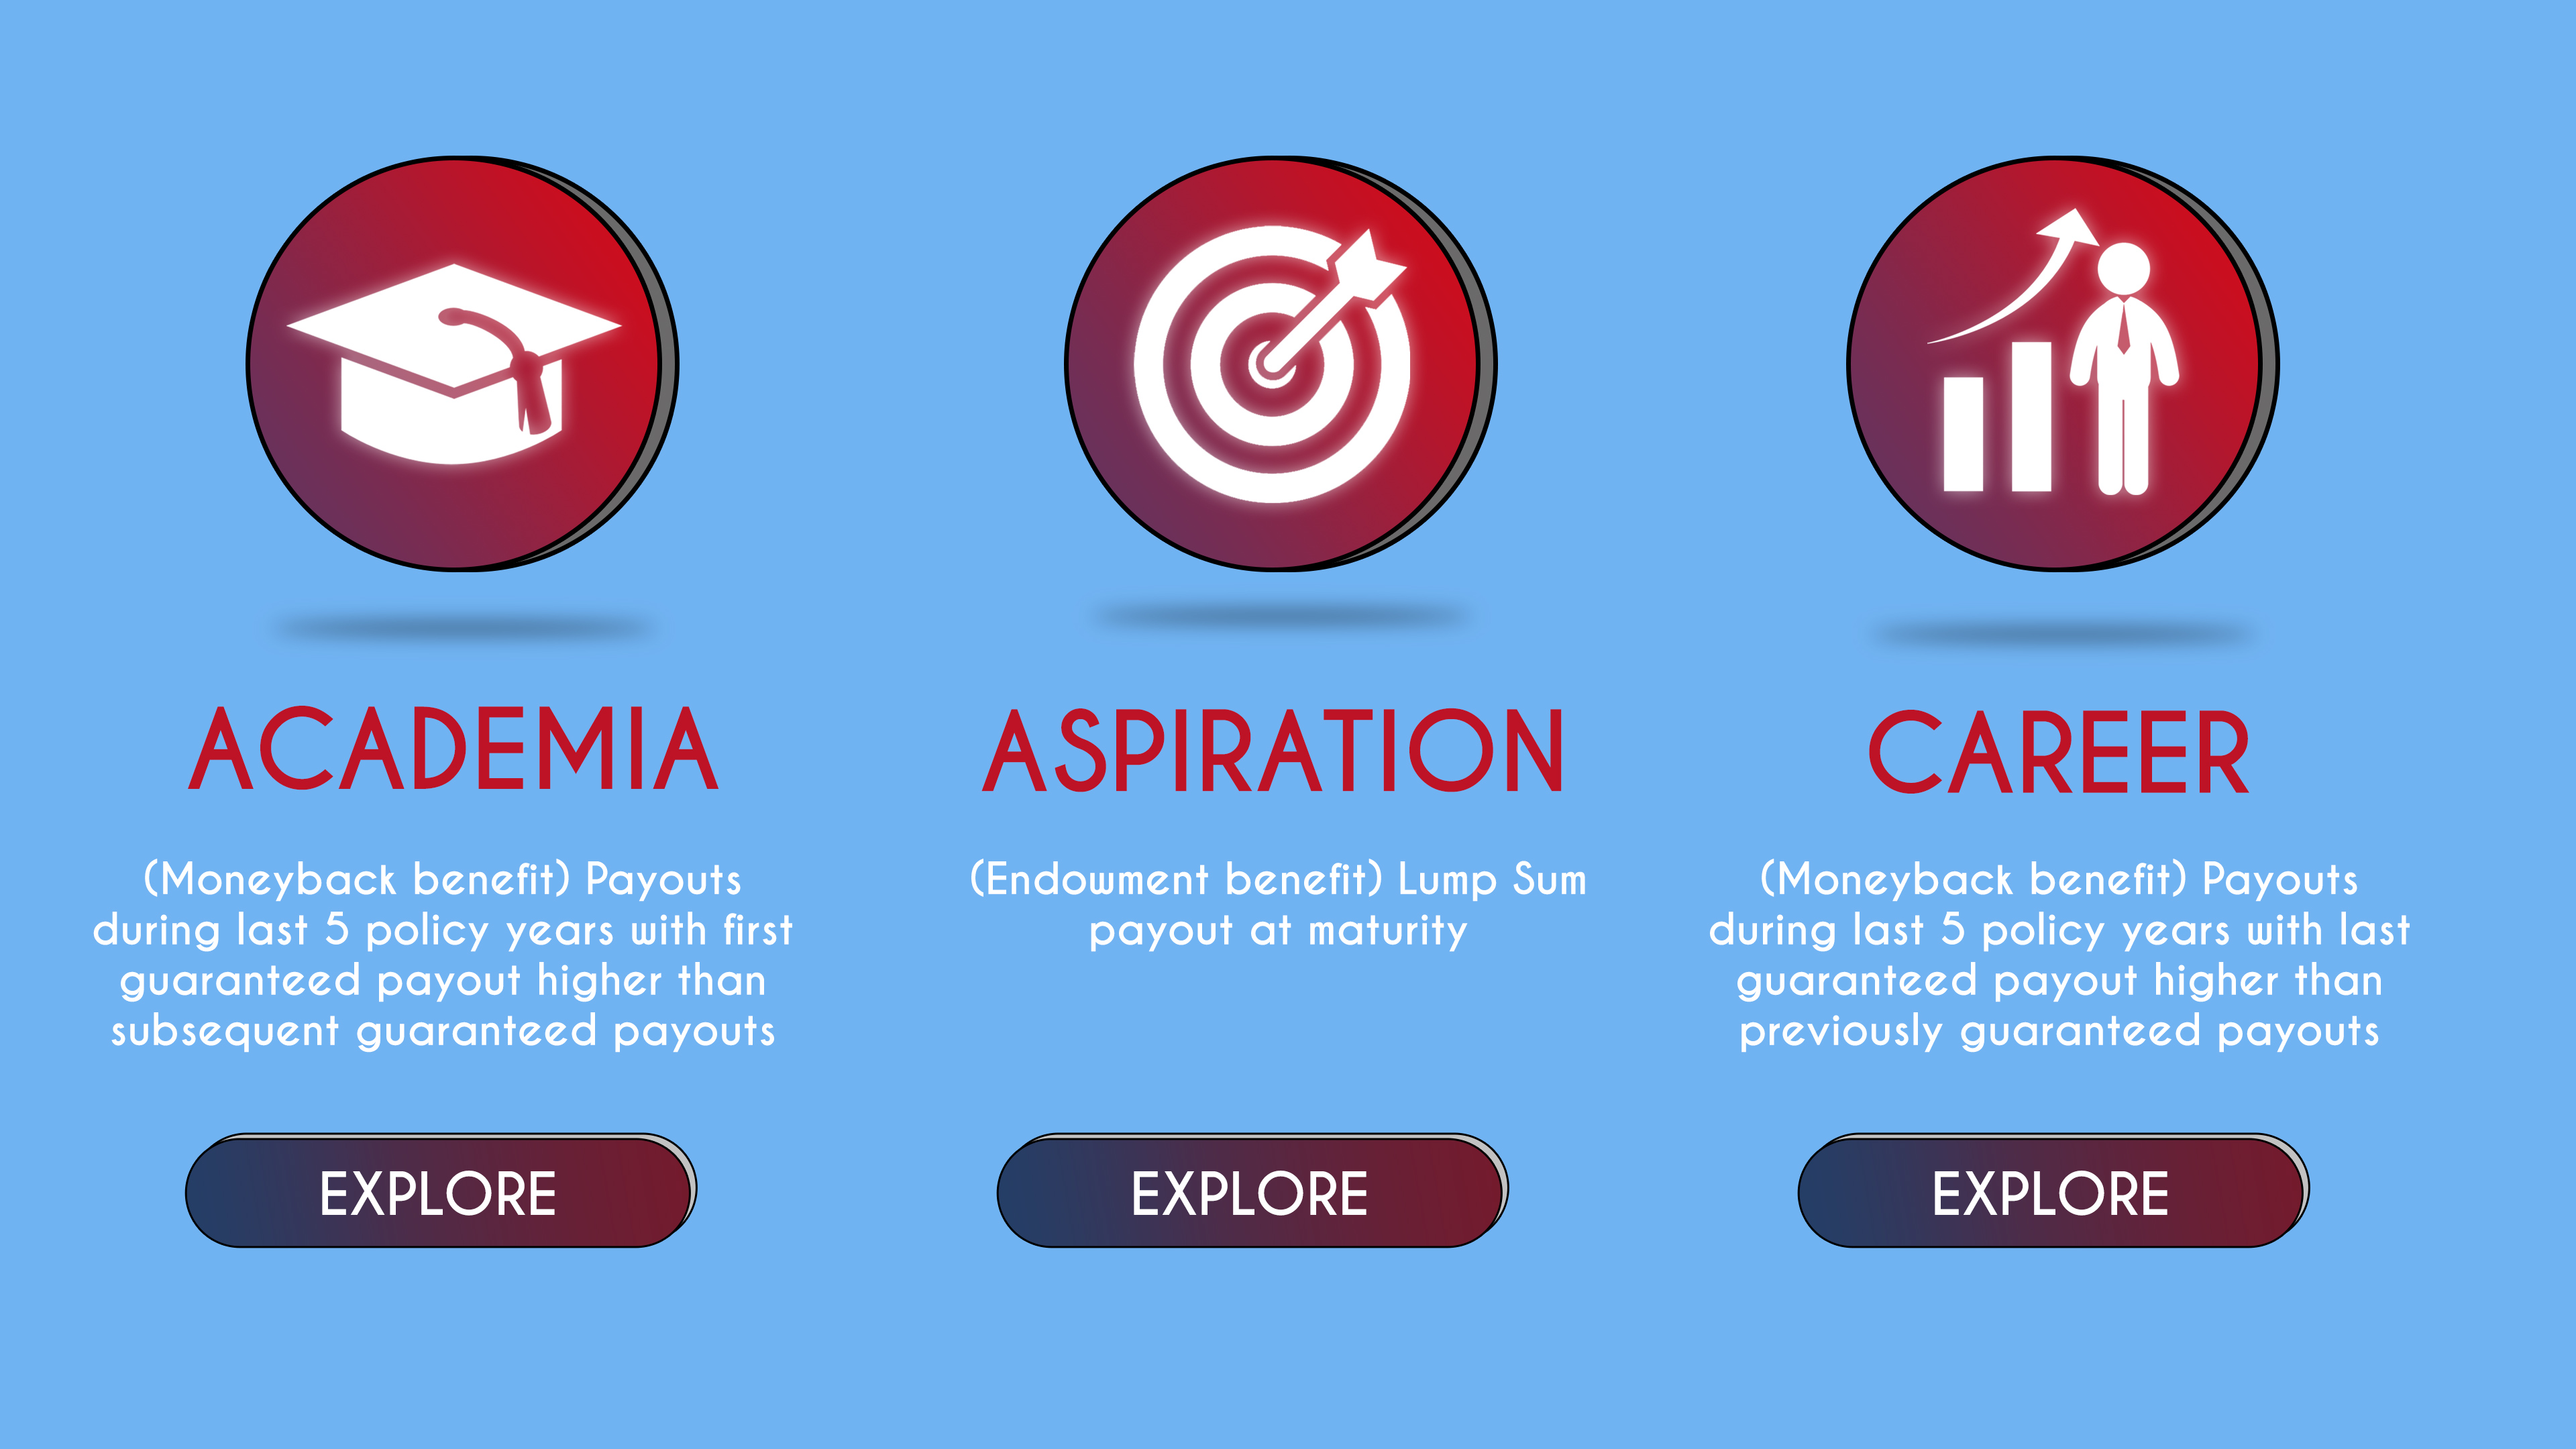 ACADEMIA
(Moneyback benefit) Payouts
during last 5 policy years with first
guaranteed payout higher than
subsequent guaranteed payouts
EXPLORE
ASPIRATION
(Endowment benefit) Lump Sum
payout at maturity
EXPLORE
CAREER
(Moneyback benefit) Payouts
during last 5 policy years with last
guaranteed payout higher than
previously guaranteed payouts
EXPLORE